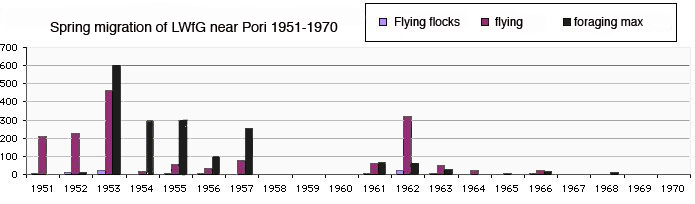 Spring migration of LWfG near Pori 1951-1970
Flying flocks flying foraging max
700
600
500
400
300
200
100
0
1951 1952 1953 1954 1955 1956 1957 1958 1959 1960 1961 1962 1963 1964 1965 1966 1967 1968 1969 1970